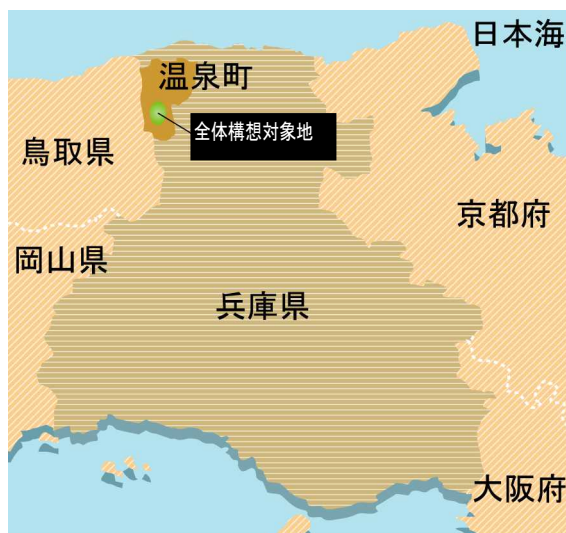 日本海
温泉町
全体構想対象地
鳥取県
京都府
岡山県
兵庫県
大阪府